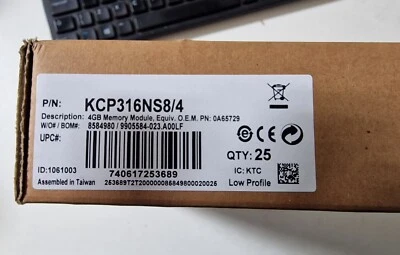 P/N: KCP316NS8/4
Description: 4GB Memory Module, Equiv. O.E.M. PN: 0A65729
W/O# / BOM#: 8584980 / 9905584-023.A00LF
UPC#:
QTY: 25
ID:1061003
740617253689
IC: KTC
Assembled in Taiwan
253689T2T200000085849800020025
Low Profile